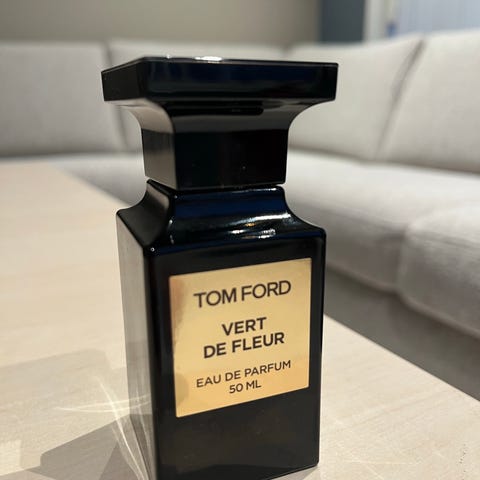 TOM FORD
VERT
DE FLEUR
EAU DE PARFUM
50 ML